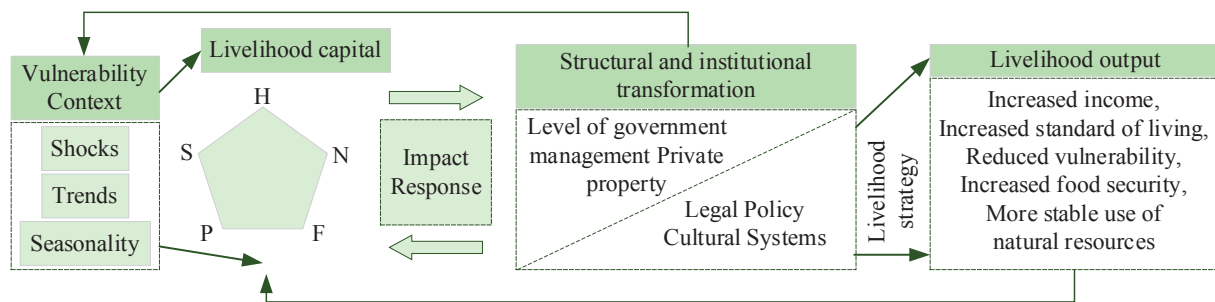 Vulnerability
Context
Shocks
Trends
Seasonality
Livelihood capital
H
S
N
P
F
Impact
Response
Structural and institutional
transformation
Level of government
management Private
property
Legal Policy
Cultural Systems
Livelihood
strategy
Livelihood output
Increased income,
Increased standard of living,
Reduced vulnerability,
Increased food security,
More stable use of
natural resources